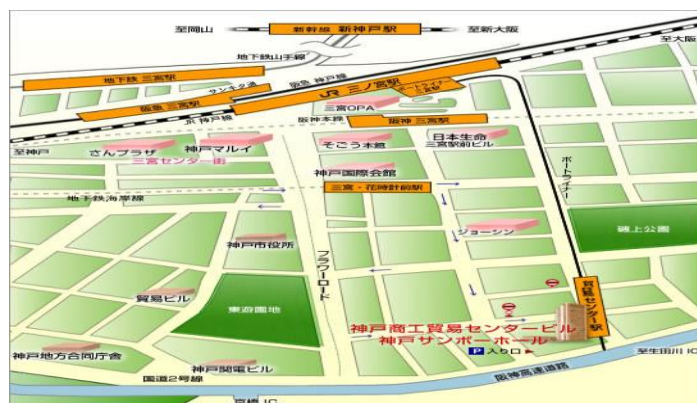 至岡山
新幹線 新神戸駅
至新大阪
地下鉄山手線
至大阪
地下鉄 三宮駅
サンキタ通
阪急 神戸線
JR 三ノ宮駅
ポートライナー
三宮駅
阪急 三宮駅
三宮OPA
JR 神戸線
阪神本線
阪神 三宮駅
至神戸
さんプラザ
神戸マルイ
そごう本館
日本生命
三宮駅前ビル
三宮センター街
神戸国際会館
ポートライナー
地下鉄海岸線
三宮・花時計前駅
ジョーシン
磯上公園
神戸市役所
フラワーロード
貿易ビル
東遊園地
貿易センター駅
神戸商工貿易センタービル
神戸サンボーホール
P 入り口
神戸地方合同庁舎
神戸関電ビル
至生田川 IC
国道2号線
阪神高速道路
京橋 IC